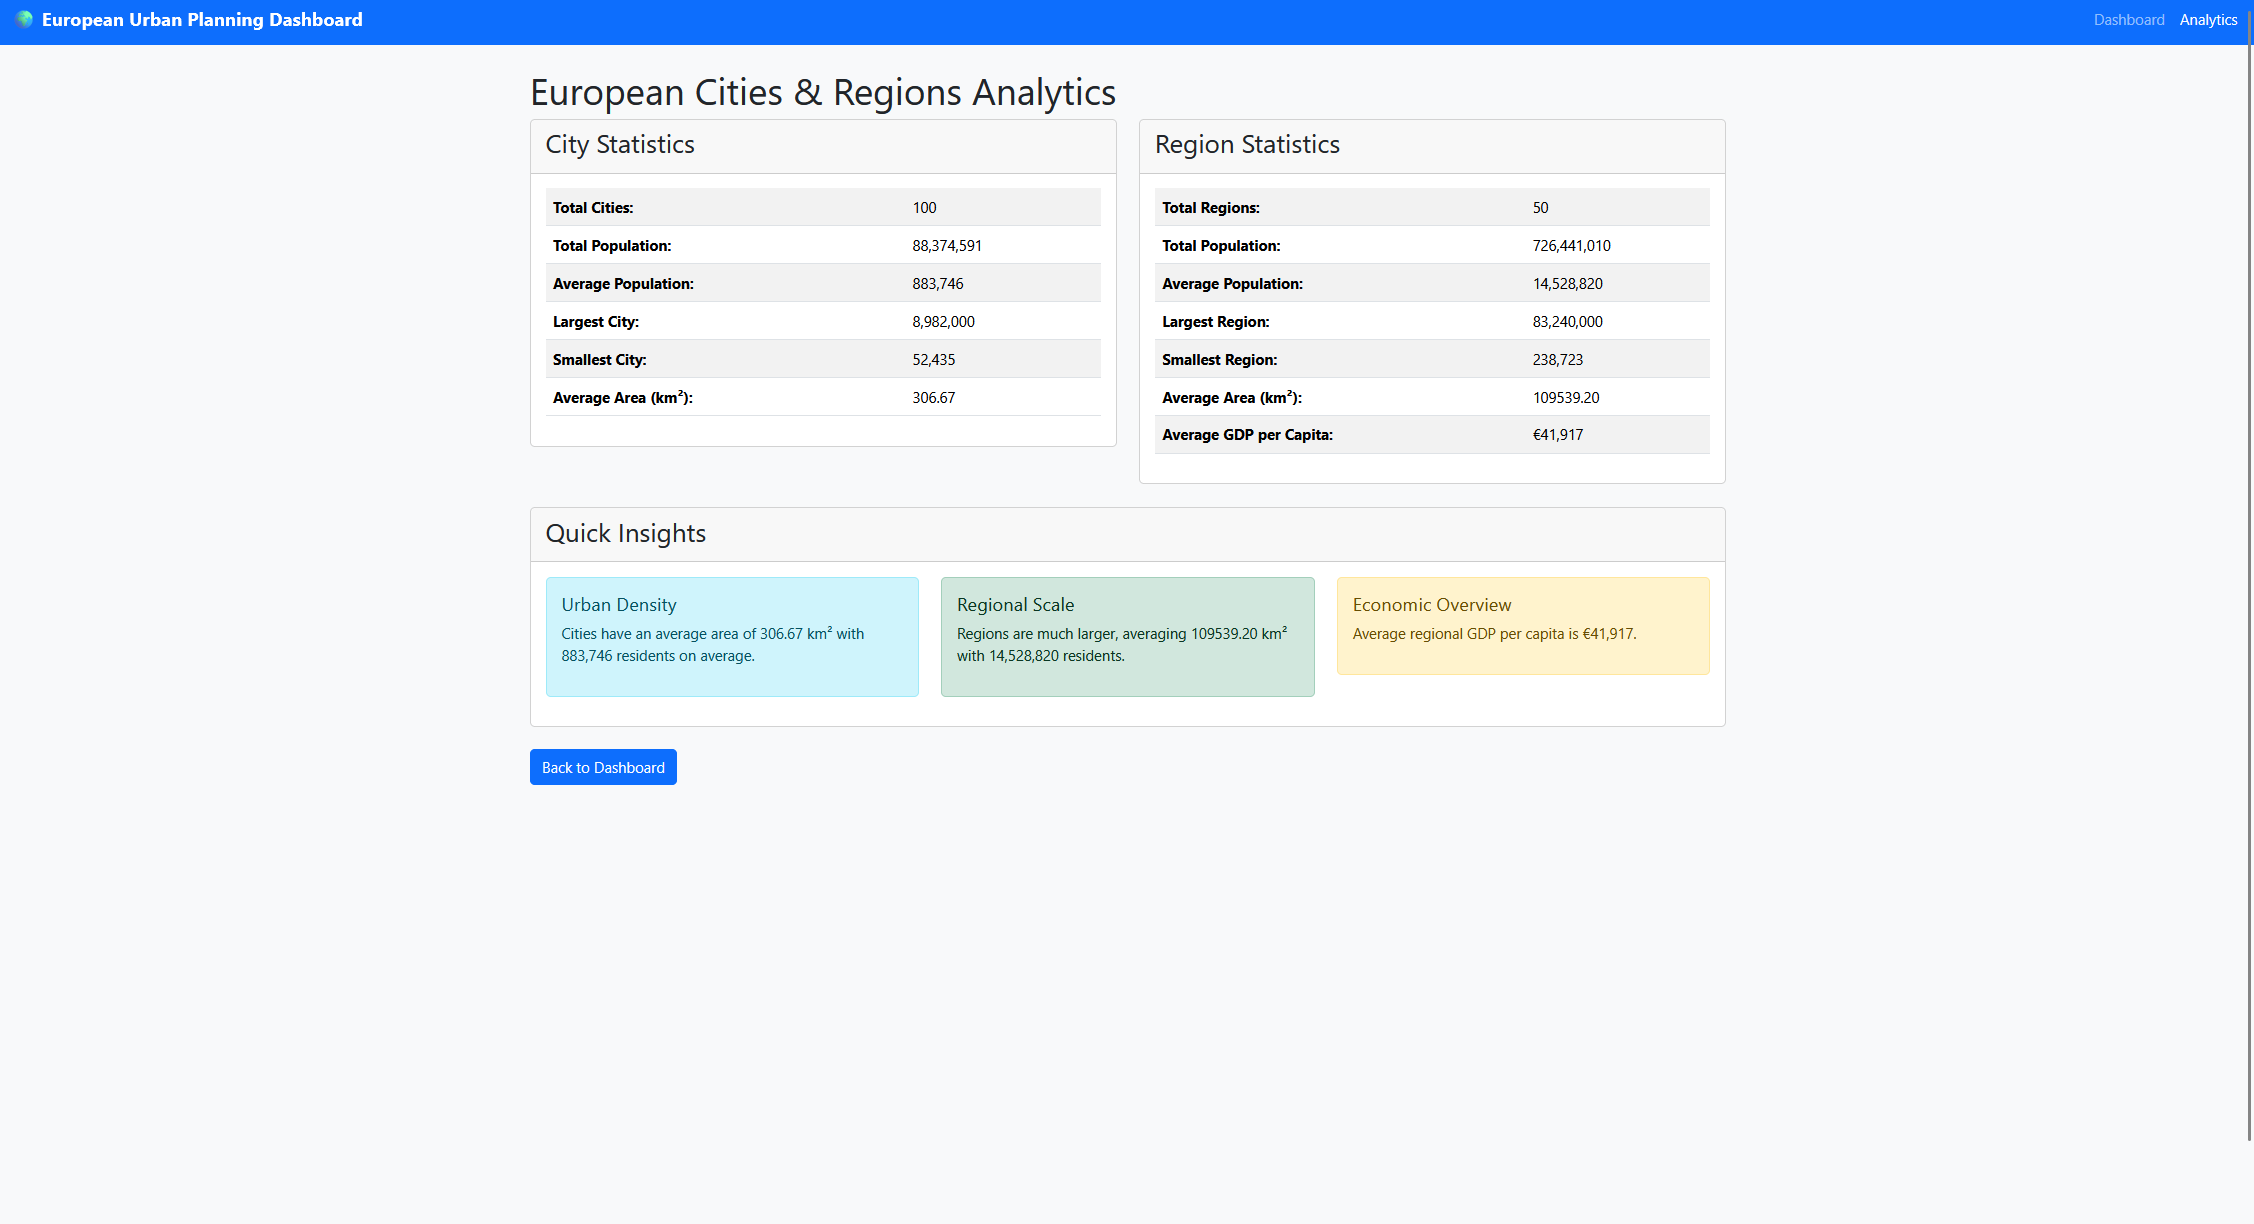 European Urban Planning Dashboard
Dashboard Analytics
European Cities & Regions Analytics
City Statistics
Total Cities: 100
Total Population: 88,374,591
Average Population: 883,746
Largest City: 8,982,000
Smallest City: 52,435
Average Area (km²): 306.67
Region Statistics
Total Regions: 50
Total Population: 726,441,010
Average Population: 14,528,820
Largest Region: 83,240,000
Smallest Region: 238,723
Average Area (km²): 109539.20
Average GDP per Capita: €41,917
Quick Insights
Urban Density
Cities have an average area of 306.67 km² with
883,746 residents on average.
Regional Scale
Regions are much larger, averaging 109539.20 km²
with 14,528,820 residents.
Economic Overview
Average regional GDP per capita is €41,917.
Back to Dashboard